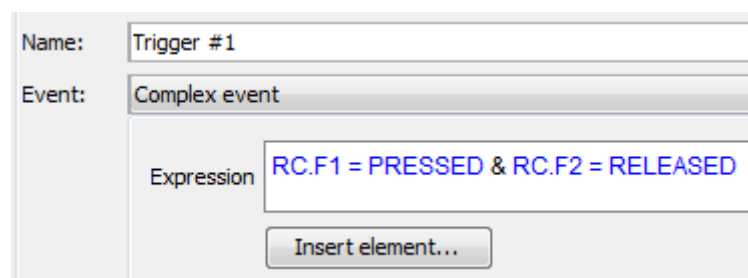 Name: Trigger #1
Event: Complex event
Expression RC.F1 = PRESSED & RC.F2 = RELEASED
Insert element...